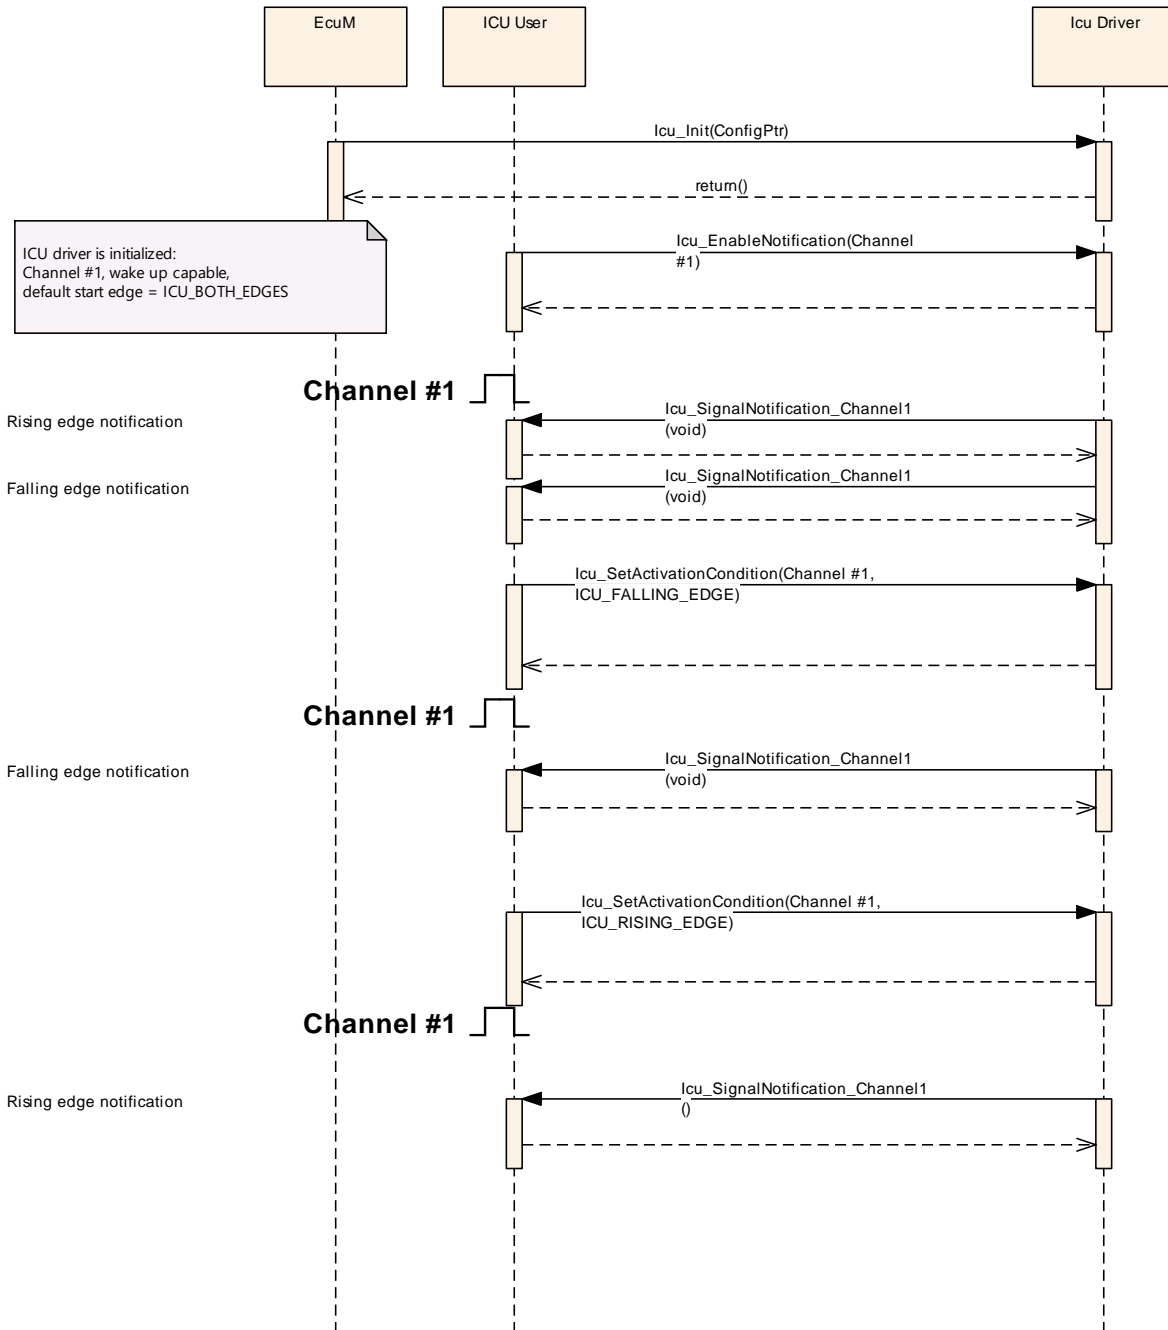 EcuM
ICU User
Icu Driver
Icu_Init(ConfigPtr)
return()
ICU driver is initialized:
Channel #1, wake up capable,
default start edge = ICU_BOTH_EDGES
Icu_EnableNotification(Channel
#1)
Channel #1
Rising edge notification
Icu_SignalNotification_Channel1
(void)
Falling edge notification
Icu_SignalNotification_Channel1
(void)
Icu_SetActivationCondition(Channel #1,
ICU_FALLING_EDGE)
Channel #1
Falling edge notification
Icu_SignalNotification_Channel1
(void)
Icu_SetActivationCondition(Channel #1,
ICU_RISING_EDGE)
Channel #1
Rising edge notification
Icu_SignalNotification_Channel1
()